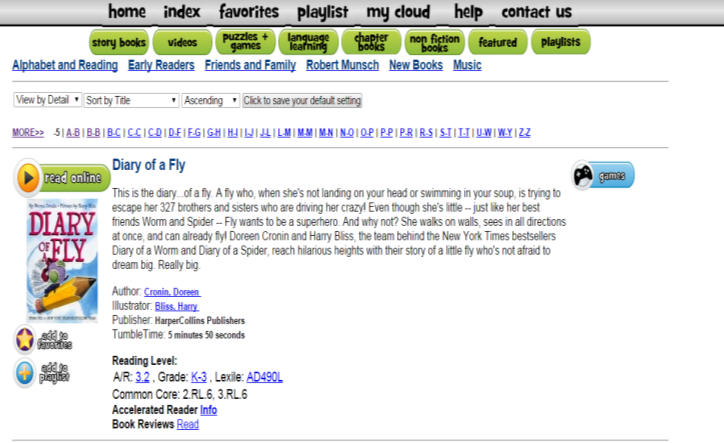 home index favorites playlist my cloud help contact us
story books videos puzzles + games language learning chapter books non fiction books featured playlists
Alphabet and Reading Early Readers Friends and Family Robert Munsch New Books Music
View by Detail Sort by Title Ascending Click to save your default setting
MORE>> -5 | A-B | B-B | B-C | C-C | C-D | D-F | F-G | G-H | H-I | I-J | J-L | L-M | M-M | M-N | N-O | O-P | P-P | P-R | R-S | S-T | T-T | U-W | W-Y | Z-Z
read online
Diary of a Fly
games
This is the diary...of a fly. A fly who, when she's not landing on your head or swimming in your soup, is trying to
escape her 327 brothers and sisters who are driving her crazy! Even though she's little -- just like her best
friends Worm and Spider -- Fly wants to be a superhero. And why not? She walks on walls, sees in all directions
at once, and can already fly! Doreen Cronin and Harry Bliss, the team behind the New York Times bestsellers
Diary of a Worm and Diary of a Spider, reach hilarious heights with their story of a little fly who's not afraid to
dream big. Really big.
DIARY
OF A
FLY
Author: Cronin, Doreen
Illustrator: Bliss, Harry
Publisher: HarperCollins Publishers
TumbleTime: 5 minutes 50 seconds
add to
favorites
add to
playlist
Reading Level:
A/R: 3.2 , Grade: K-3 , Lexile: AD490L
Common Core: 2.RL.6, 3.RL.6
Accelerated Reader Info
Book Reviews Read